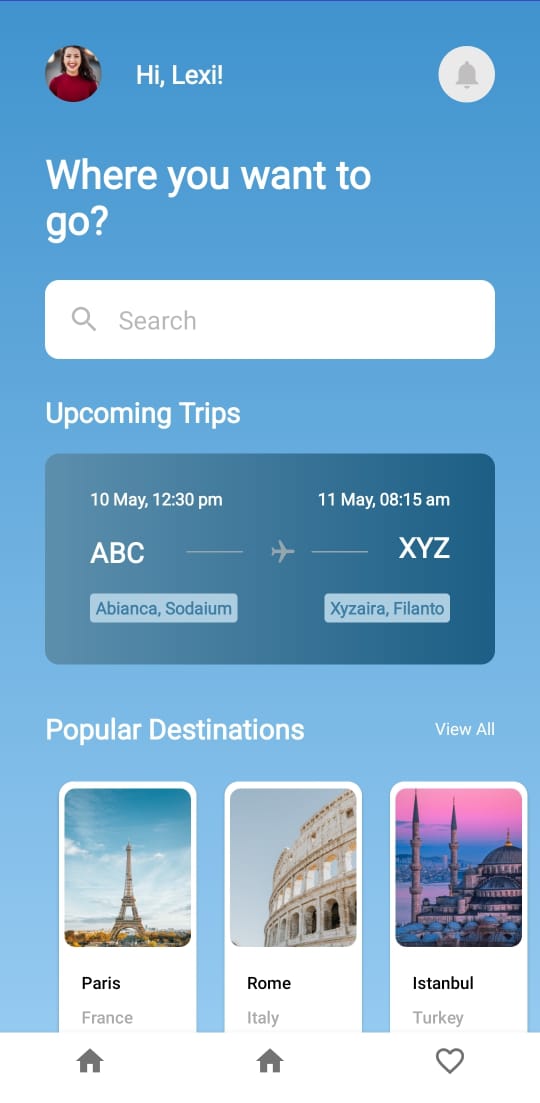 Hi, Lexi!
Where you want to
go?
Search
Upcoming Trips
10 May, 12:30 pm
11 May, 08:15 am
ABC
XYZ
Abianca, Sodaium
Xyzaira, Filanto
Popular Destinations
View All
Paris
Rome
Istanbul
France
Italy
Turkey